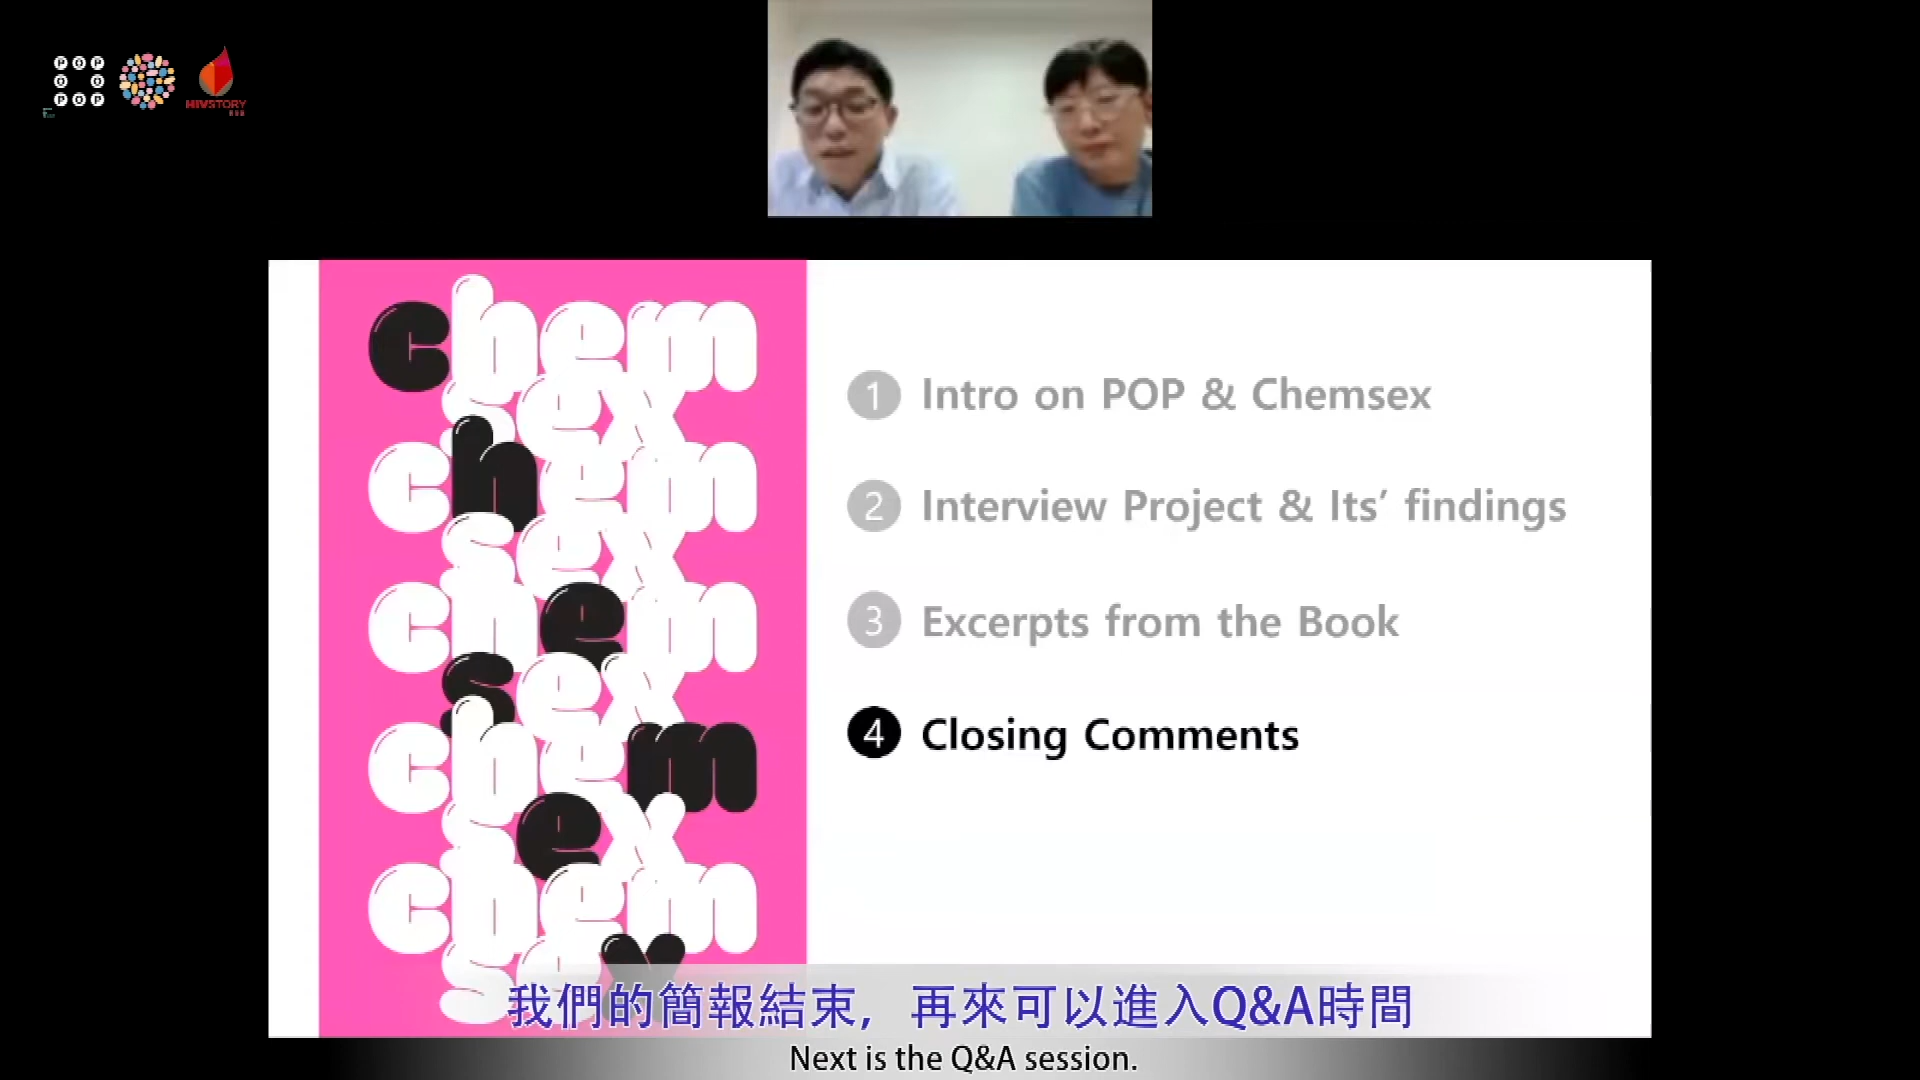 POP
O O
POP
HIVSTORY
chem
sex
chem
sex
chem
sex
chem
sex
chem
sex
1 Intro on POP & Chemsex
2 Interview Project & Its’ findings
3 Excerpts from the Book
4 Closing Comments
我們的簡報結束，再來可以進入Q&A時間
Next is the Q&A session.